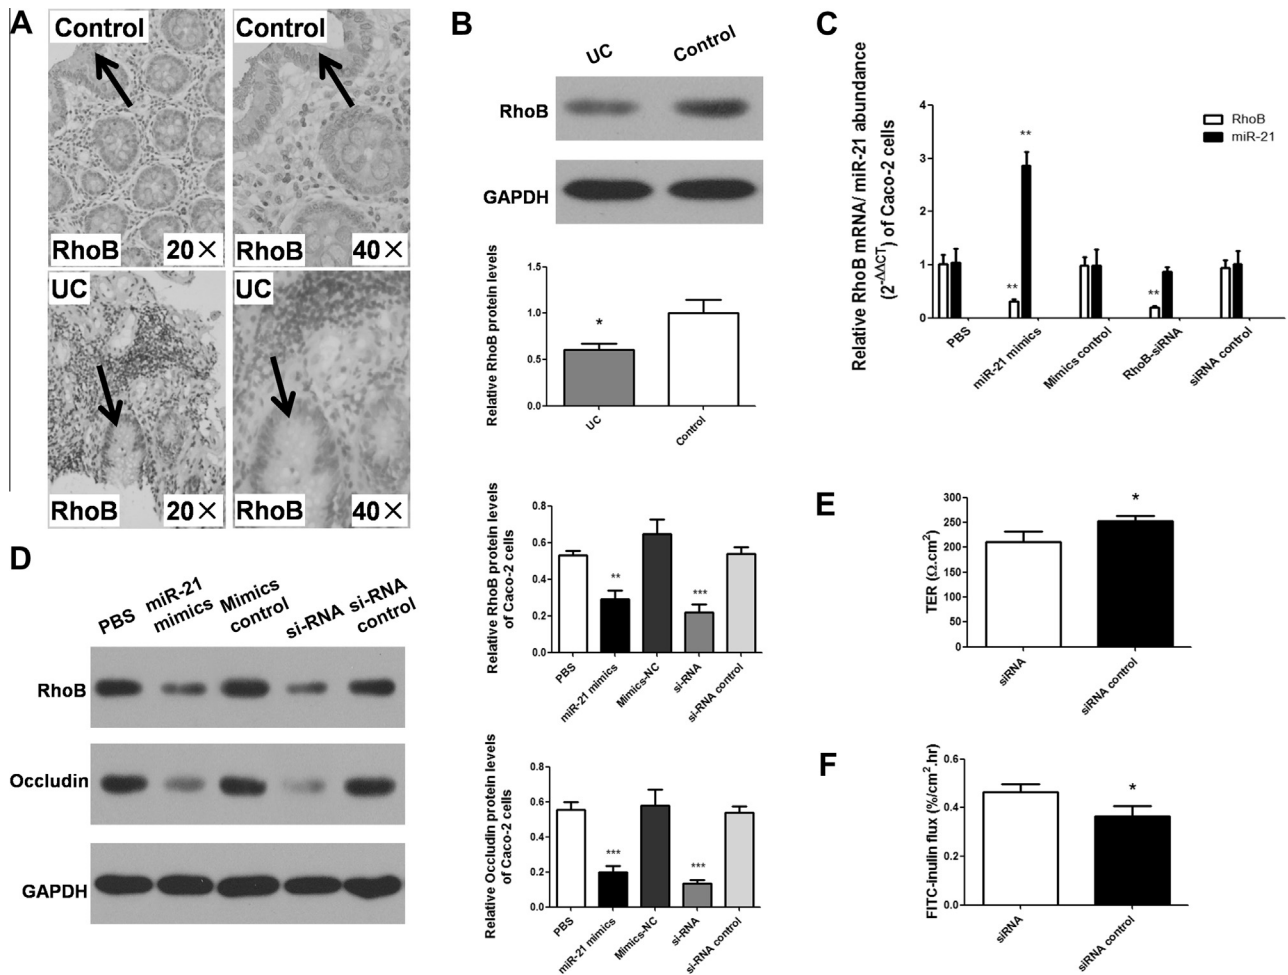 A
Control
Control
RhoB
20×
RhoB
40×
UC
UC
RhoB
20×
RhoB
40×
B
UC
Control
RhoB
GAPDH
Relative RhoB protein levels
1.5
1.0
0.5
0.0
*
UC
Control
C
Relative RhoB mRNA/ miR-21 abundance
(2-ΔΔCT) of Caco-2 cells
4
3
2
1
0
RhoB
miR-21
**
**
**
PBS
miR-21 mimics
Mimics control
RhoB-siRNA
siRNA control
D
PBS
miR-21
mimics
Mimics
control
si-RNA
si-RNA
control
RhoB
Occludin
GAPDH
Relative RhoB protein levels
of Caco-2 cells
0.8
0.6
0.4
0.2
0.0
**
***
PBS
miR-21 mimics
Mimics-NC
si-RNA
si-RNA control
Relative Occludin protein levels
of Caco-2 cells
0.8
0.6
0.4
0.2
0.0
***
***
PBS
miR-21 mimics
Mimics-NC
si-RNA
si-RNA control
E
TER (Ω.cm2)
300
250
200
150
100
50
0
*
siRNA
siRNA control
F
FITC-inulin flux (%/cm2.hr)
0.6
0.4
0.2
0.0
*
siRNA
siRNA control